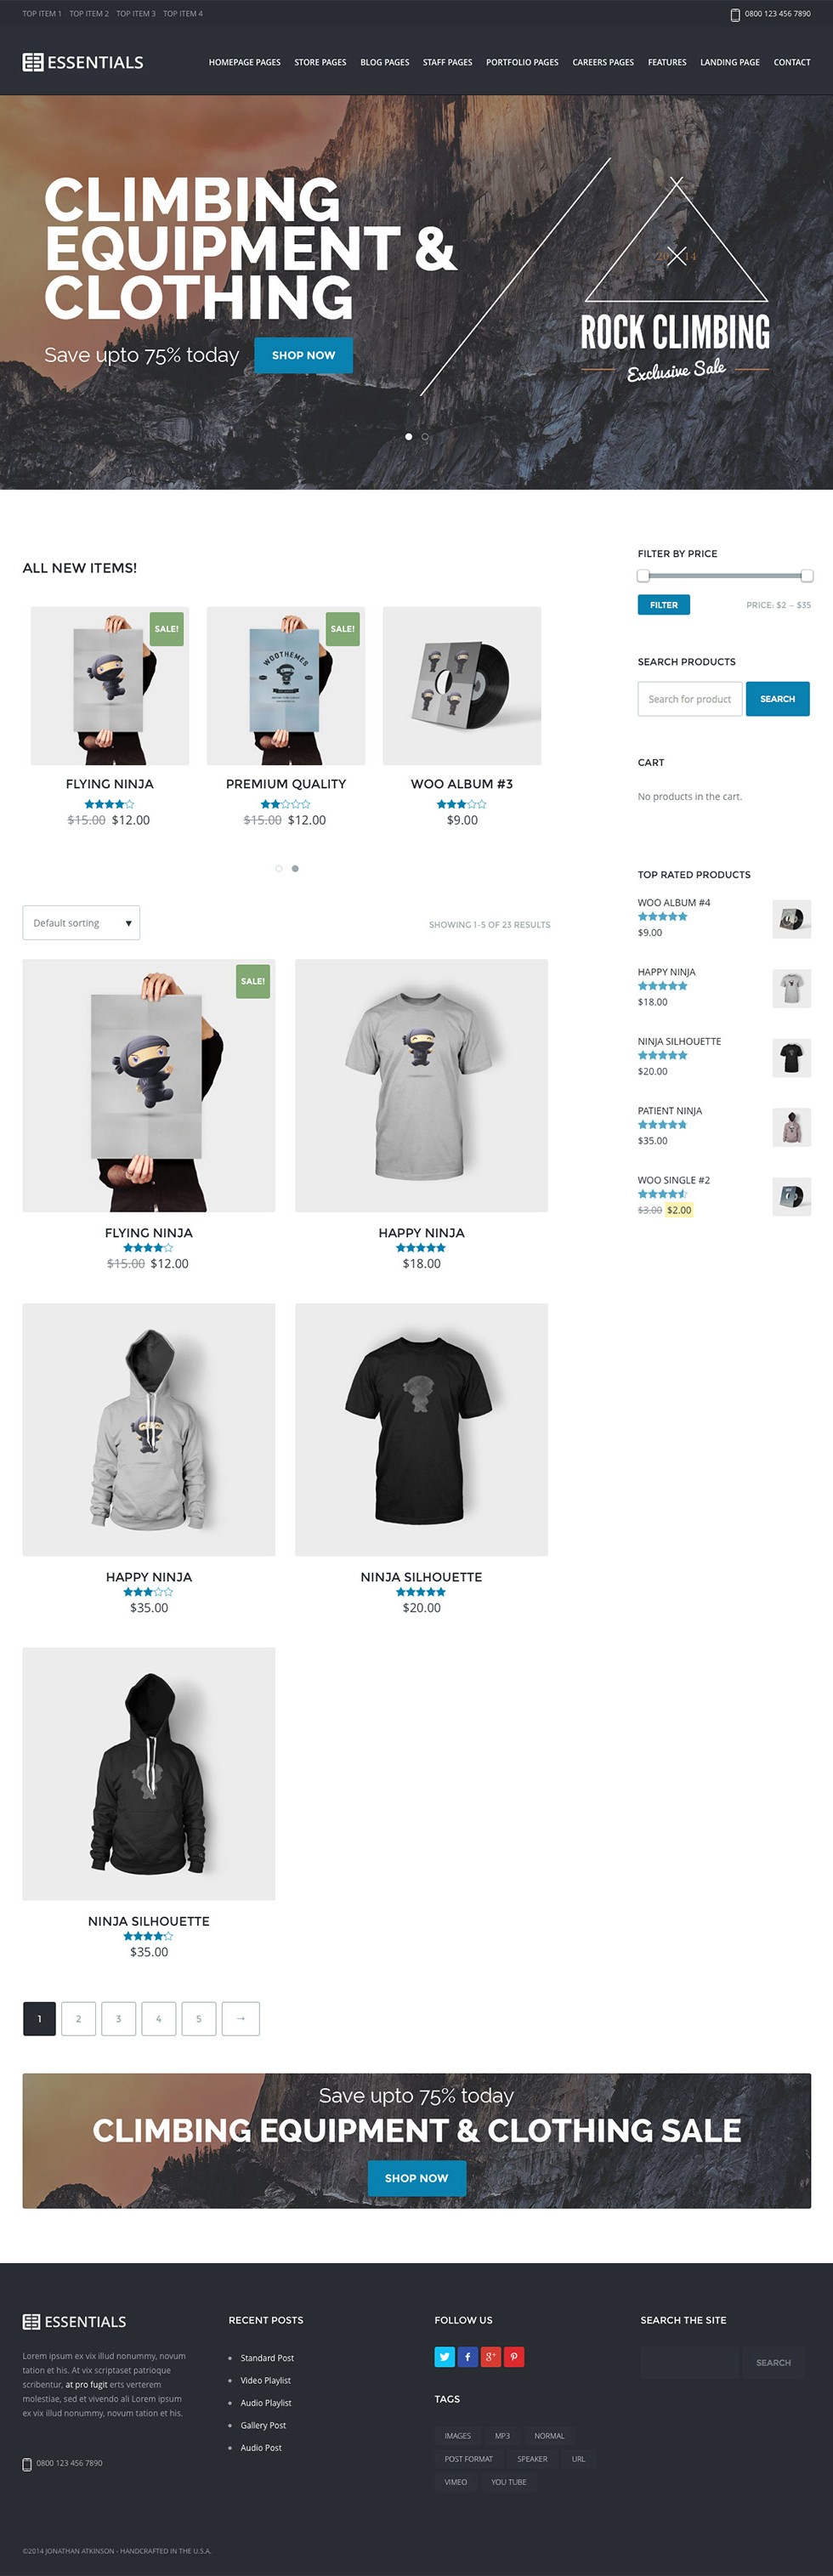 TOP ITEM 1 TOP ITEM 2 TOP ITEM 3 TOP ITEM 4
0800 123 456 7890
ESSENTIALS
HOMEPAGE PAGES STORE PAGES BLOG PAGES STAFF PAGES PORTFOLIO PAGES CAREERS PAGES FEATURES LANDING PAGE CONTACT
CLIMBING
EQUIPMENT &
CLOTHING
Save upto 75% today
SHOP NOW
20 14
ROCK CLIMBING
Exclusive Sale
ALL NEW ITEMS!
SALE!
FLYING NINJA
$15.00 $12.00
SALE!
WOOTHEMES
PREMIUM QUALITY
$15.00 $12.00
WOO ALBUM #3
$9.00
Default sorting ▼
SHOWING 1–5 OF 23 RESULTS
SALE!
FLYING NINJA
$15.00 $12.00
HAPPY NINJA
$18.00
HAPPY NINJA
$35.00
NINJA SILHOUETTE
$20.00
NINJA SILHOUETTE
$35.00
1 2 3 4 5 →
FILTER BY PRICE
FILTER
PRICE: $2 – $35
SEARCH PRODUCTS
Search for product
SEARCH
CART
No products in the cart.
TOP RATED PRODUCTS
WOO ALBUM #4
$9.00
HAPPY NINJA
$18.00
NINJA SILHOUETTE
$20.00
PATIENT NINJA
$35.00
WOO SINGLE #2
$3.00 $2.00
Save upto 75% today
CLIMBING EQUIPMENT & CLOTHING SALE
SHOP NOW
ESSENTIALS
Lorem ipsum ex vix illud nonummy, novum
tation et his. At vix scriptaset patrioque
scribentur, at pro fugit erts verterem
molestiae, sed et vivendo ali Lorem ipsum
ex vix illud nonummy, novum tation et his.
0800 123 456 7890
RECENT POSTS
Standard Post
Video Playlist
Audio Playlist
Gallery Post
Audio Post
FOLLOW US
TAGS
IMAGES MP3 NORMAL
POST FORMAT SPEAKER URL
VIMEO YOU TUBE
SEARCH THE SITE
SEARCH
©2014 JONATHAN ATKINSON - HANDCRAFTED IN THE U.S.A.